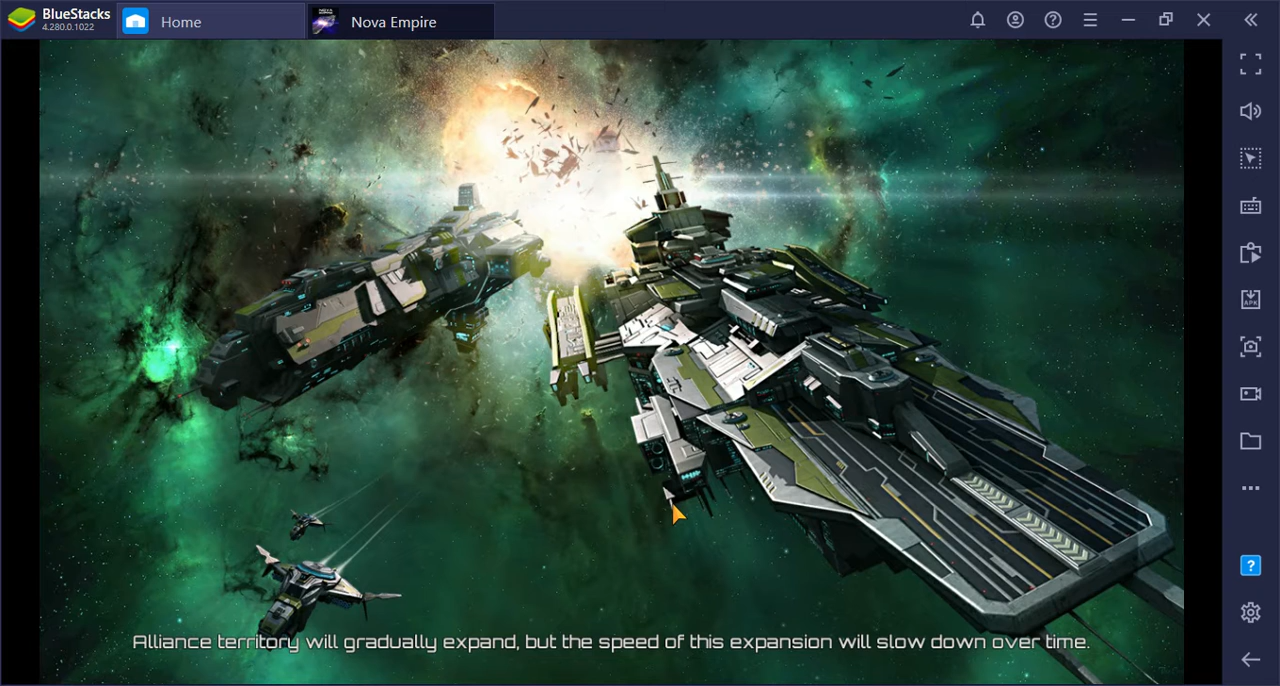 BlueStacks
4.280.0.1022
Home
Nova Empire
APK
Alliance territory will gradually expand, but the speed of this expansion will slow down over time.